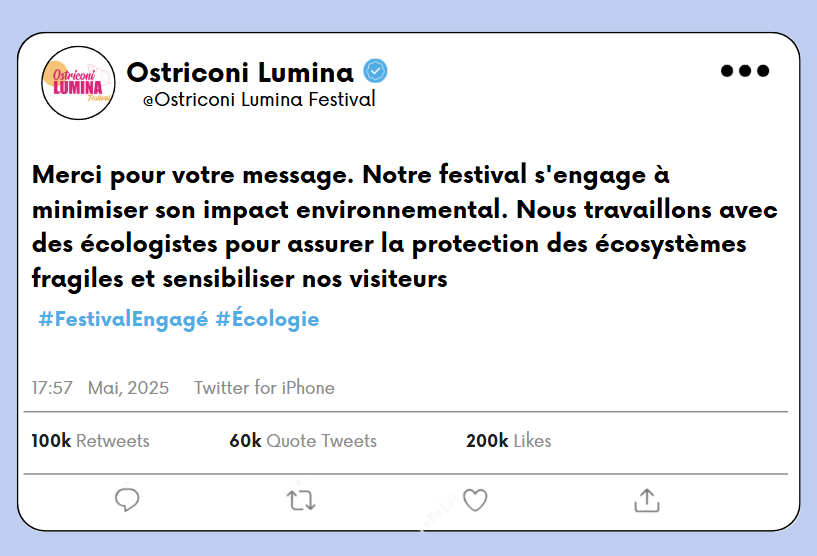 Ostriconi
LUMINA
Festival
Ostriconi Lumina
@Ostriconi Lumina Festival
Merci pour votre message. Notre festival s'engage à
minimiser son impact environnemental. Nous travaillons avec
des écologistes pour assurer la protection des écosystèmes
fragiles et sensibiliser nos visiteurs
#FestivalEngagé #Écologie
17:57 Mai, 2025 Twitter for iPhone
100k Retweets 60k Quote Tweets 200k Likes